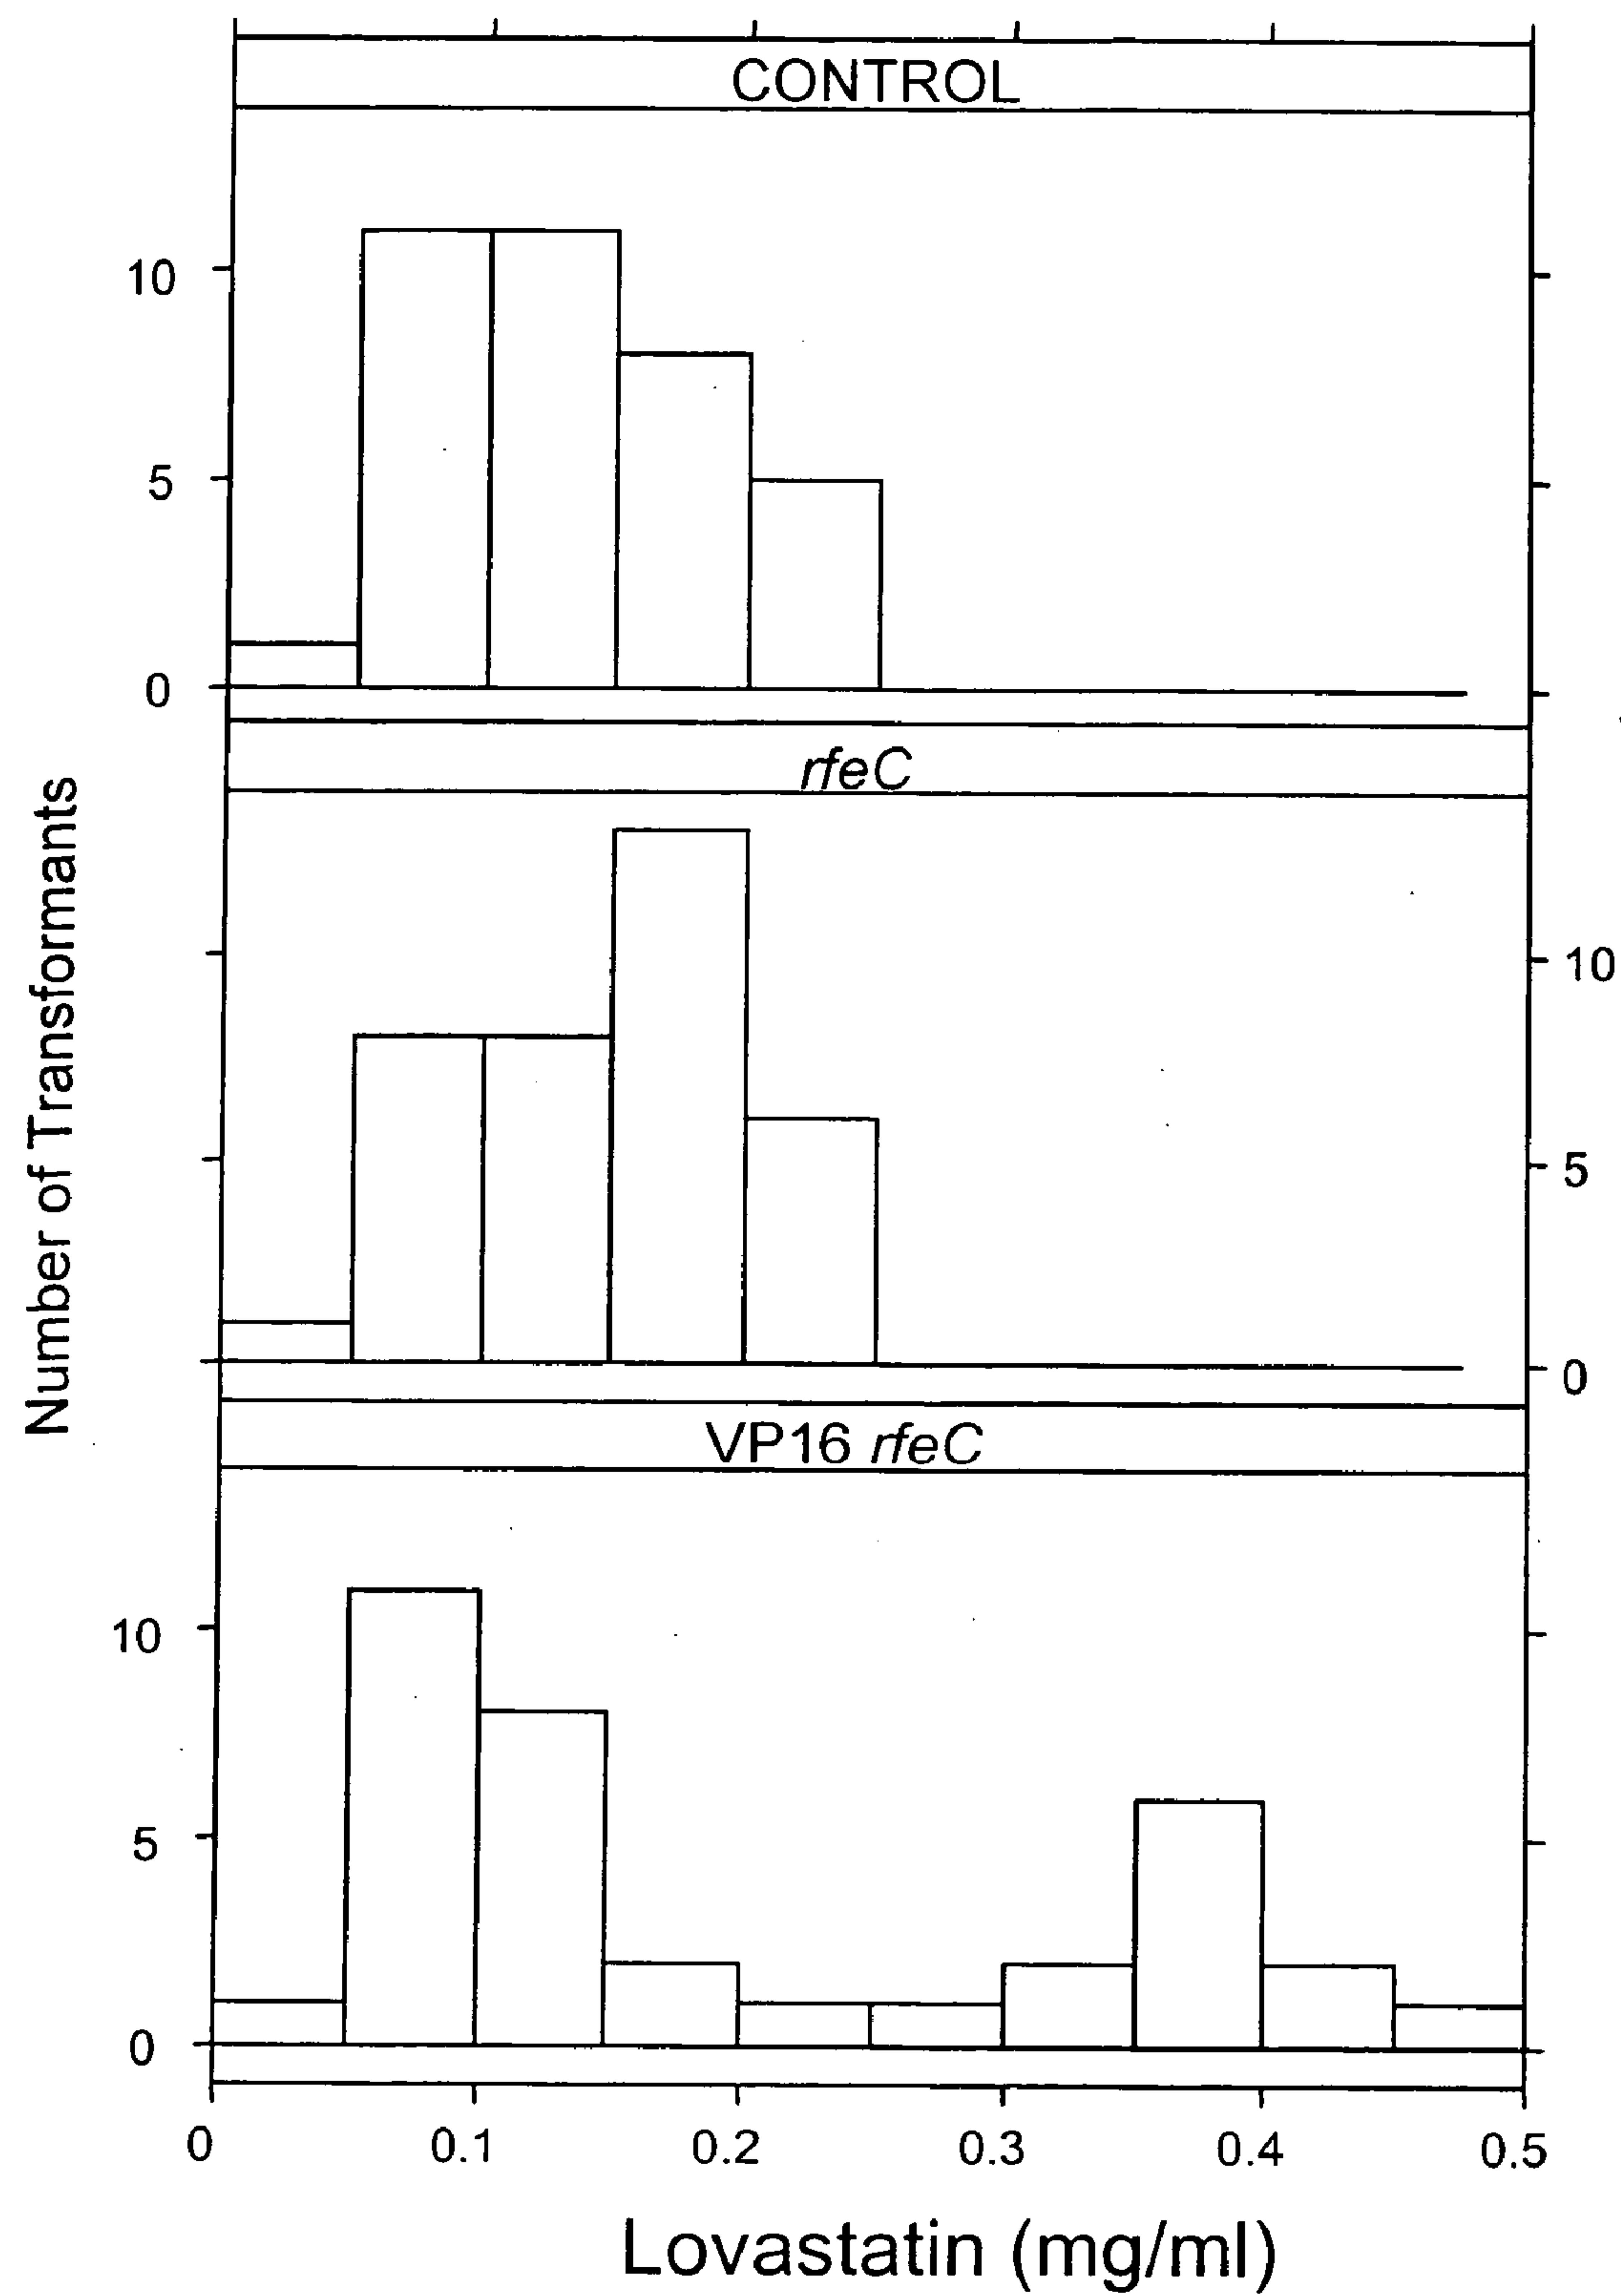 CONTROL
10
5
0
rfeC
10
5
0
Number of Transformants
VP16 rfeC
10
5
0
0 0.1 0.2 0.3 0.4 0.5
Lovastatin (mg/ml)